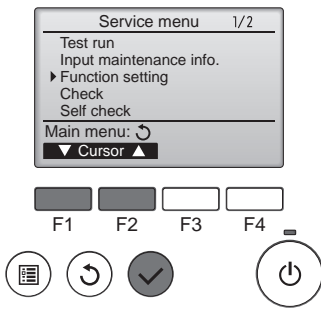 Service menu 1/2
Test run
Input maintenance info.
Function setting
Check
Self check
Main menu:
▼ Cursor ▲
F1 F2 F3 F4